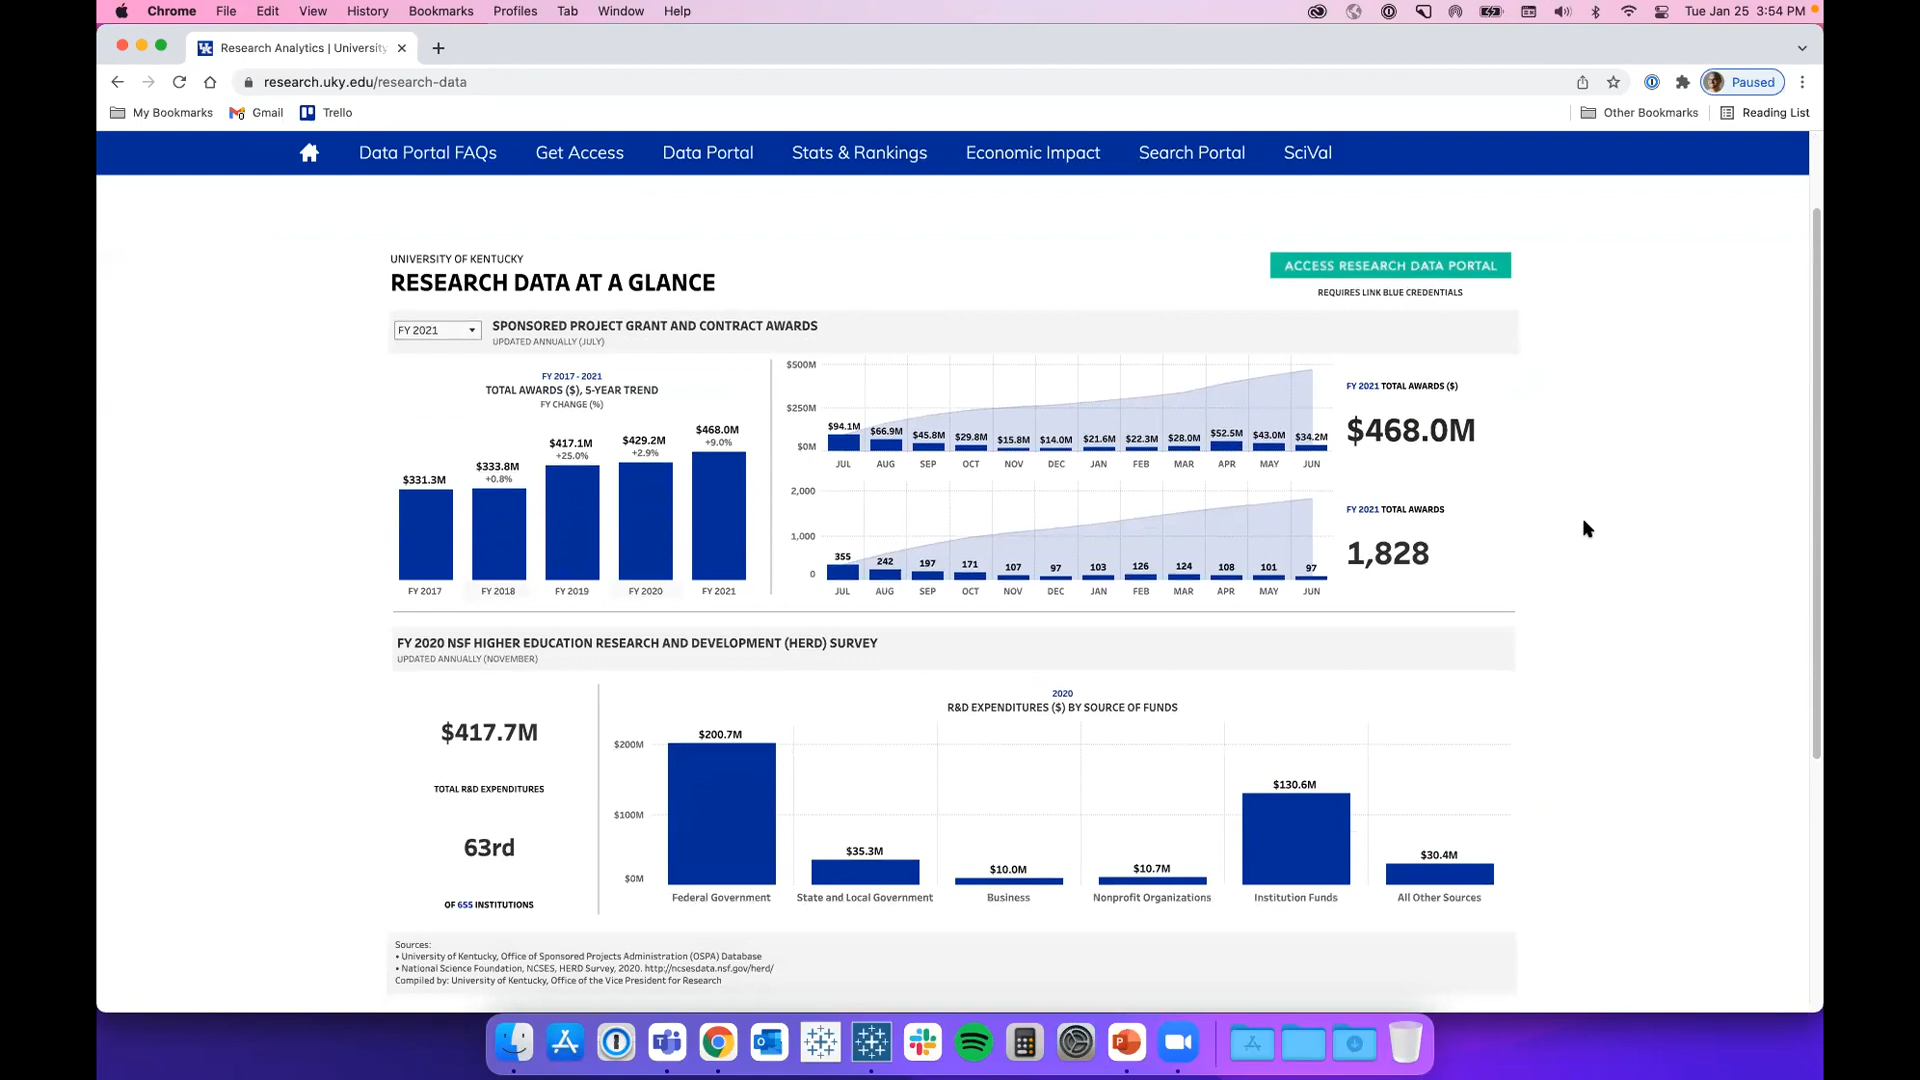 Chrome File Edit View History Bookmarks Profiles Tab Window Help Tue Jan 25 3:54 PM
Research Analytics | University
research.uky.edu/research-data Paused
My Bookmarks Gmail Trello Other Bookmarks Reading List
Data Portal FAQs Get Access Data Portal Stats & Rankings Economic Impact Search Portal SciVal
UNIVERSITY OF KENTUCKY
RESEARCH DATA AT A GLANCE
ACCESS RESEARCH DATA PORTAL
REQUIRES LINK BLUE CREDENTIALS
FY 2021
SPONSORED PROJECT GRANT AND CONTRACT AWARDS
UPDATED ANNUALLY (JULY)
FY 2017 - 2021
TOTAL AWARDS ($), 5-YEAR TREND
FY CHANGE (%)
$331.3M
$333.8M
+0.8%
$417.1M
+25.0%
$429.2M
+2.9%
$468.0M
+9.0%
FY 2017 FY 2018 FY 2019 FY 2020 FY 2021
$500M
$250M
$0M
$94.1M $66.9M $45.8M $29.8M $15.8M $14.0M $21.6M $22.3M $28.0M $52.5M $43.0M $34.2M
JUL AUG SEP OCT NOV DEC JAN FEB MAR APR MAY JUN
FY 2021 TOTAL AWARDS ($)
$468.0M
2,000
1,000
0
355 242 197 171 107 97 103 126 124 108 101 97
JUL AUG SEP OCT NOV DEC JAN FEB MAR APR MAY JUN
FY 2021 TOTAL AWARDS
1,828
FY 2020 NSF HIGHER EDUCATION RESEARCH AND DEVELOPMENT (HERD) SURVEY
UPDATED ANNUALLY (NOVEMBER)
$417.7M
TOTAL R&D EXPENDITURES
63rd
OF 655 INSTITUTIONS
2020
R&D EXPENDITURES ($) BY SOURCE OF FUNDS
$200M
$100M
$0M
$200.7M $35.3M $10.0M $10.7M $130.6M $30.4M
Federal Government State and Local Government Business Nonprofit Organizations Institution Funds All Other Sources
Sources:
• University of Kentucky, Office of Sponsored Projects Administration (OSPA) Database
• National Science Foundation, NCSES, HERD Survey, 2020. http://ncsesdata.nsf.gov/herd/
Compiled by: University of Kentucky, Office of the Vice President for Research